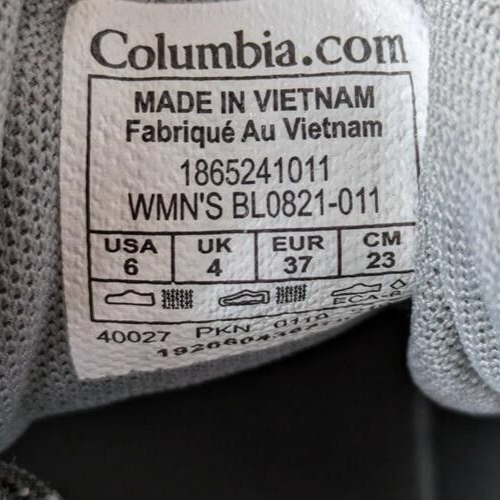 Columbia.com
MADE IN VIETNAM
Fabriqué Au Vietnam
1865241011
WMN'S BL0821-011
USA UK EUR CM
6 4 37 23
40027 PKN